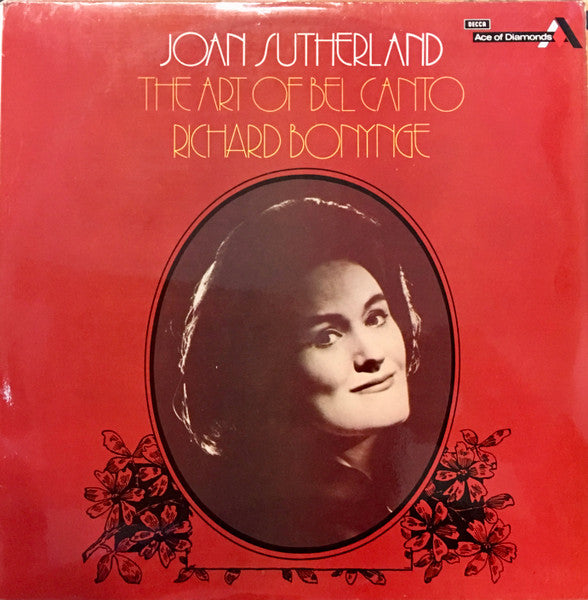 DECCA
Ace of Diamonds
JOAN SUTHERLAND
THE ART OF BEL CANTO
RICHARD BONYNGE